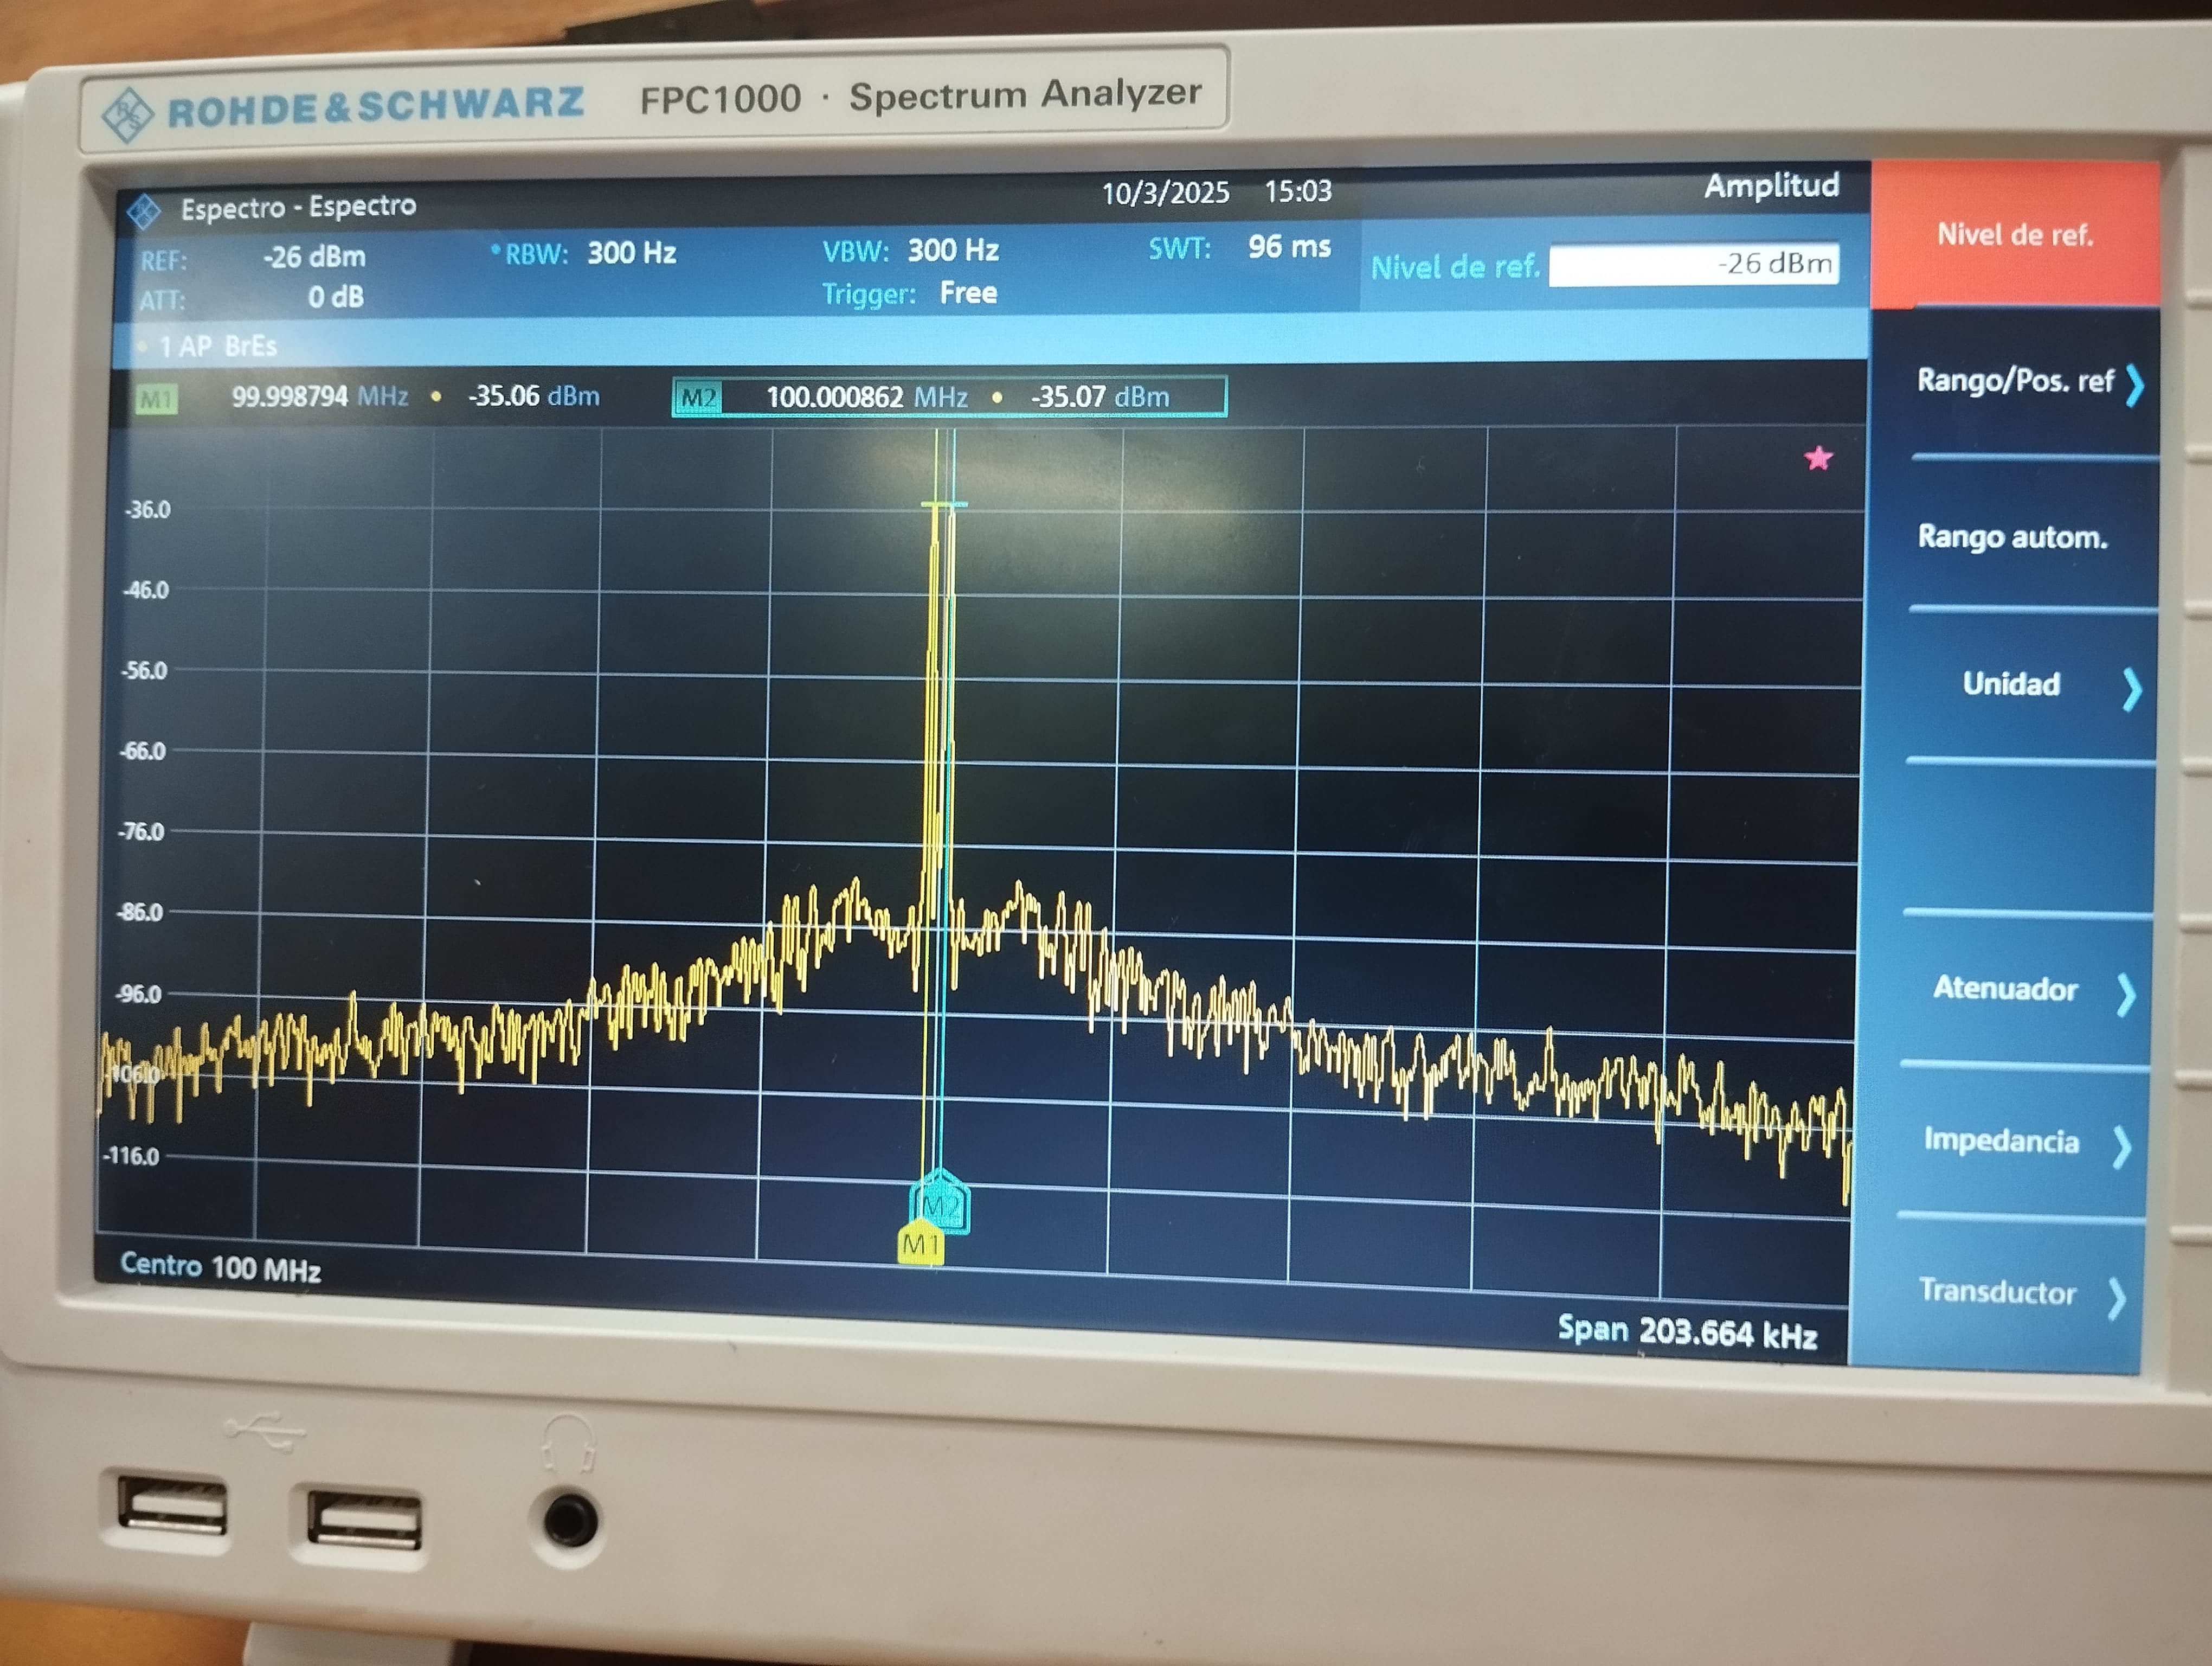 ROHDE & SCHWARZ FPC1000 · Spectrum Analyzer
Espectro - Espectro 10/3/2025 15:03 Amplitud
REF: -26 dBm RBW: 300 Hz VBW: 300 Hz SWT: 96 ms
ATT: 0 dB Trigger: Free
Nivel de ref. -26 dBm
1 AP BrEs
M1 99.998794 MHz • -35.06 dBm M2 100.000862 MHz • -35.07 dBm
-36.0
-46.0
-56.0
-66.0
-76.0
-86.0
-96.0
-106.0
-116.0
M2
M1
Centro 100 MHz
Span 203.664 kHz
Nivel de ref.
Rango/Pos. ref
Rango autom.
Unidad
Atenuador
Impedancia
Transductor